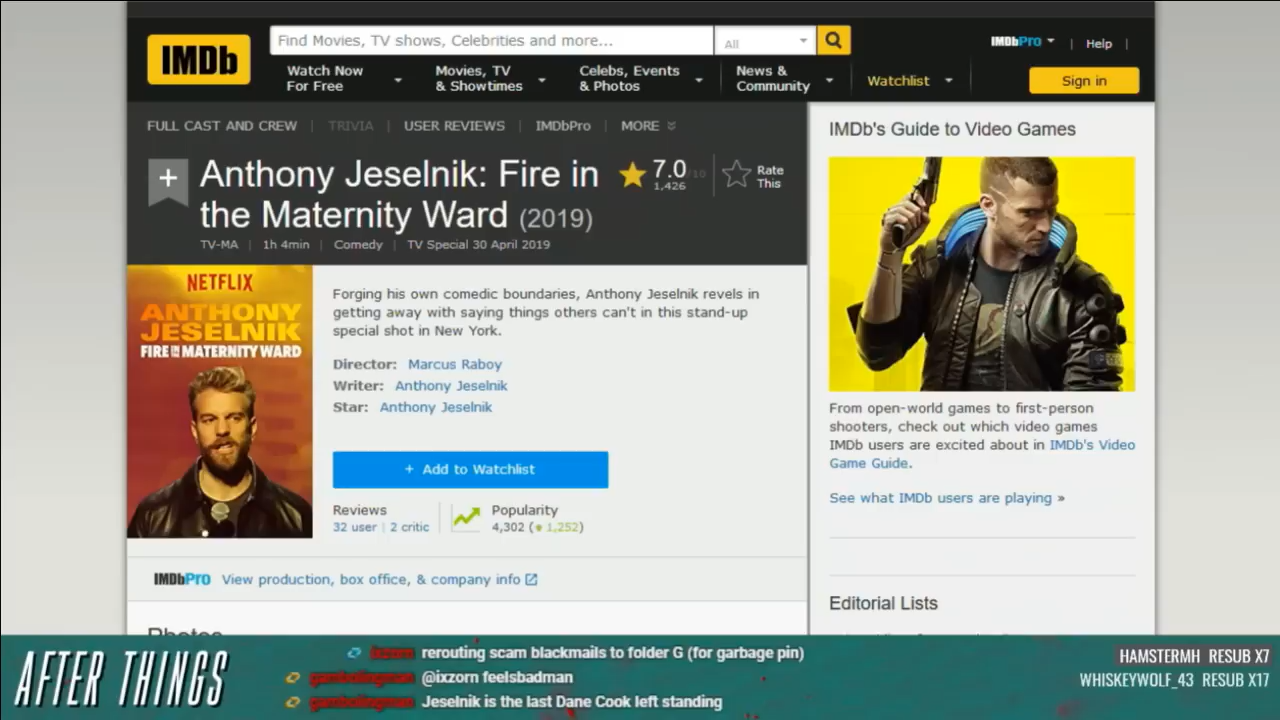 IMDb
Find Movies, TV shows, Celebrities and more...
All
IMDbPro
Help
Watch Now
For Free
Movies, TV
& Showtimes
Celebs, Events
& Photos
News &
Community
Watchlist
Sign in
FULL CAST AND CREW | TRIVIA | USER REVIEWS | IMDbPro | MORE
Anthony Jeselnik: Fire in
the Maternity Ward (2019)
7.0/10
1,426
Rate
This
TV-MA | 1h 4min | Comedy | TV Special 30 April 2019
NETFLIX
ANTHONY
JESELNIK
FIRE IN THE MATERNITY WARD
Forging his own comedic boundaries, Anthony Jeselnik revels in
getting away with saying things others can't in this stand-up
special shot in New York.
Director: Marcus Raboy
Writer: Anthony Jeselnik
Star: Anthony Jeselnik
+ Add to Watchlist
Reviews
32 user | 2 critic
Popularity
4,302 (1,252)
IMDbPro View production, box office, & company info
Photos
IMDb's Guide to Video Games
From open-world games to first-person
shooters, check out which video games
IMDb users are excited about in IMDb's Video
Game Guide.
See what IMDb users are playing »
Editorial Lists
AFTER THINGS
ixzorn rerouting scam blackmails to folder G (for garbage pin)
@ixzorn feelsbadman
Jeselnik is the last Dane Cook left standing
HAMSTERMH RESUB X7
WHISKEYWOLF_43 RESUB X17